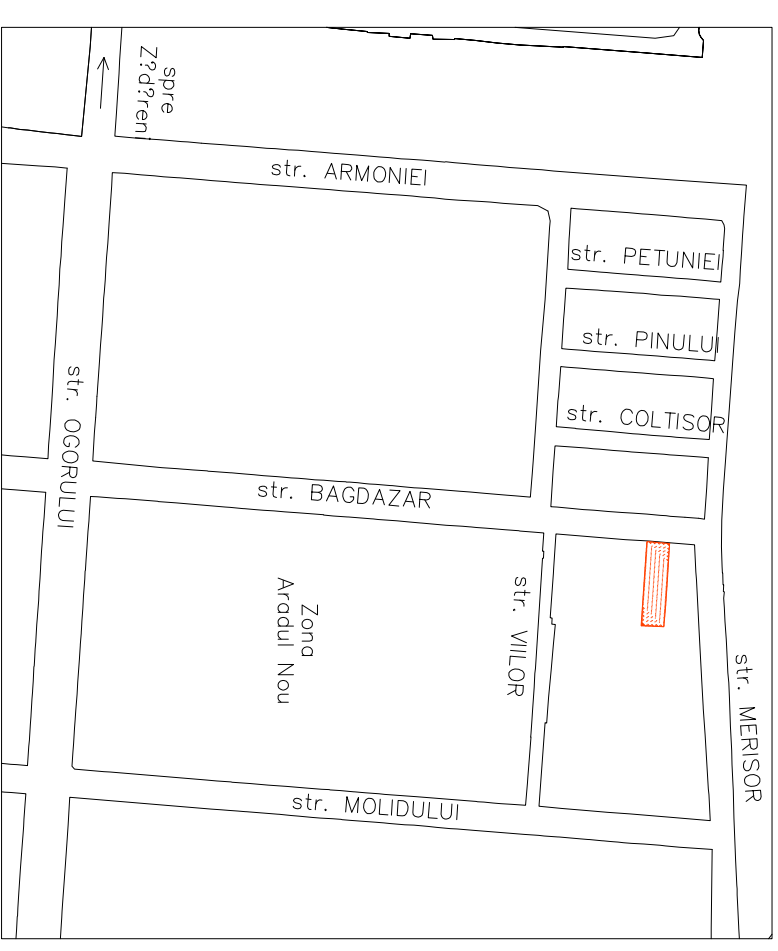 spre
Z?d?reni
str. ARMONIEI
str. PETUNIEI
str. PINULUI
str. COLTISOR
str. OGORULUI
str. BAGDAZAR
Zona
Aradul Nou
str. VIILOR
str. MERISOR
str. MOLIDULUI